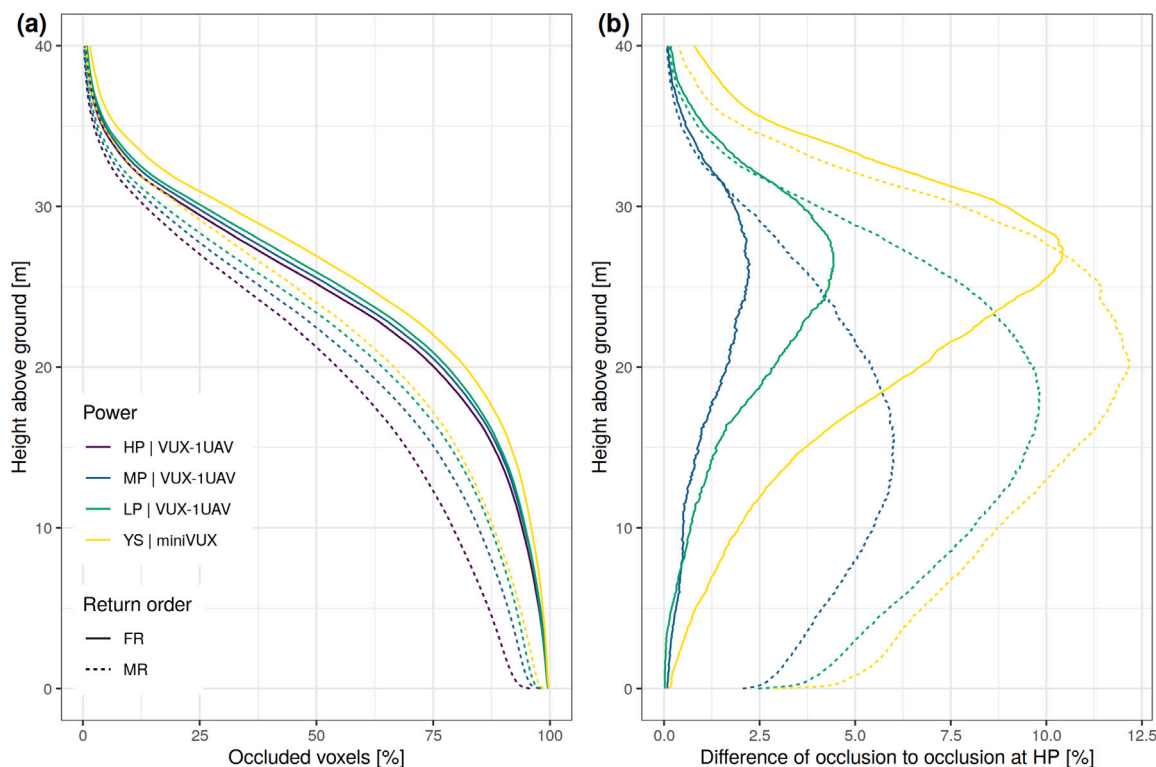 (a)
Height above ground [m]
40
30
20
10
0
Power
HP | VUX-1UAV
MP | VUX-1UAV
LP | VUX-1UAV
YS | miniVUX
Return order
FR
MR
0 25 50 75 100
Occluded voxels [%]
(b)
Height above ground [m]
40
30
20
10
0
0.0 2.5 5.0 7.5 10.0 12.5
Difference of occlusion to occlusion at HP [%]